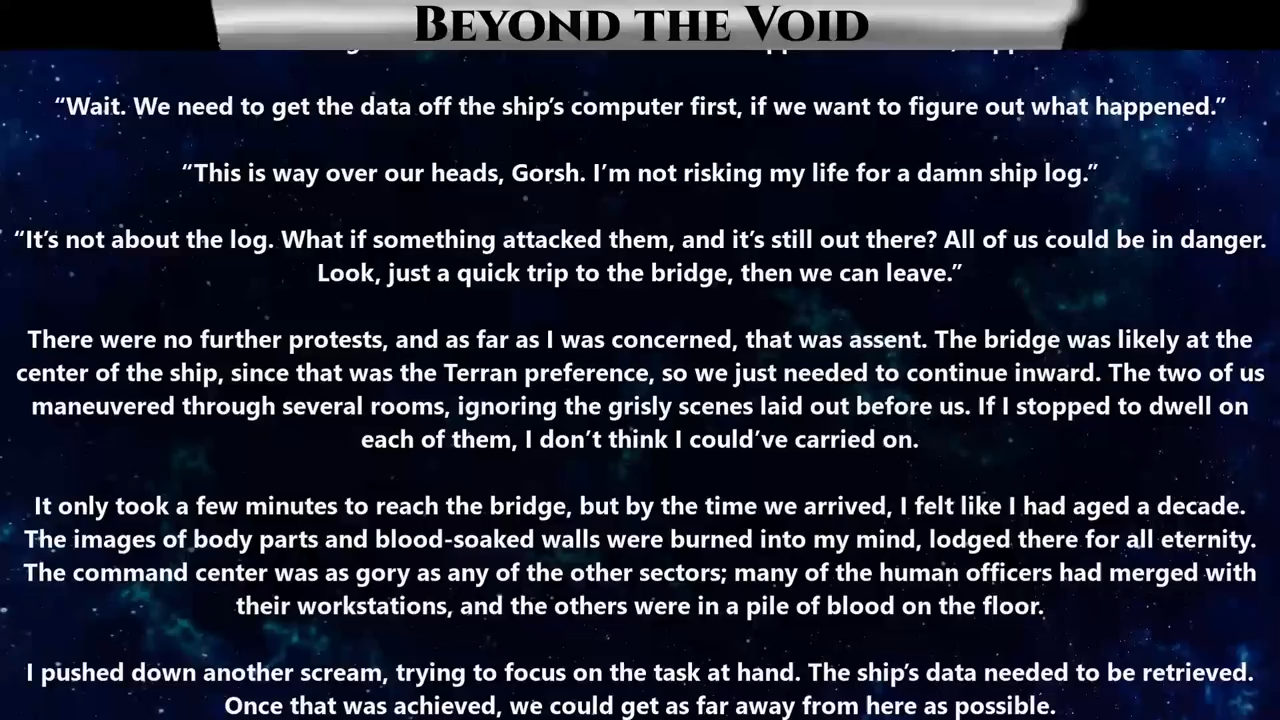 BEYOND THE VOID
“Wait. We need to get the data off the ship’s computer first, if we want to figure out what happened.”
“This is way over our heads, Gorsh. I’m not risking my life for a damn ship log.”
“It’s not about the log. What if something attacked them, and it’s still out there? All of us could be in danger.
Look, just a quick trip to the bridge, then we can leave.”
There were no further protests, and as far as I was concerned, that was assent. The bridge was likely at the
center of the ship, since that was the Terran preference, so we just needed to continue inward. The two of us
maneuvered through several rooms, ignoring the grisly scenes laid out before us. If I stopped to dwell on
each of them, I don’t think I could’ve carried on.
It only took a few minutes to reach the bridge, but by the time we arrived, I felt like I had aged a decade.
The images of body parts and blood-soaked walls were burned into my mind, lodged there for all eternity.
The command center was as gory as any of the other sectors; many of the human officers had merged with
their workstations, and the others were in a pile of blood on the floor.
I pushed down another scream, trying to focus on the task at hand. The ship’s data needed to be retrieved.
Once that was achieved, we could get as far away from here as possible.